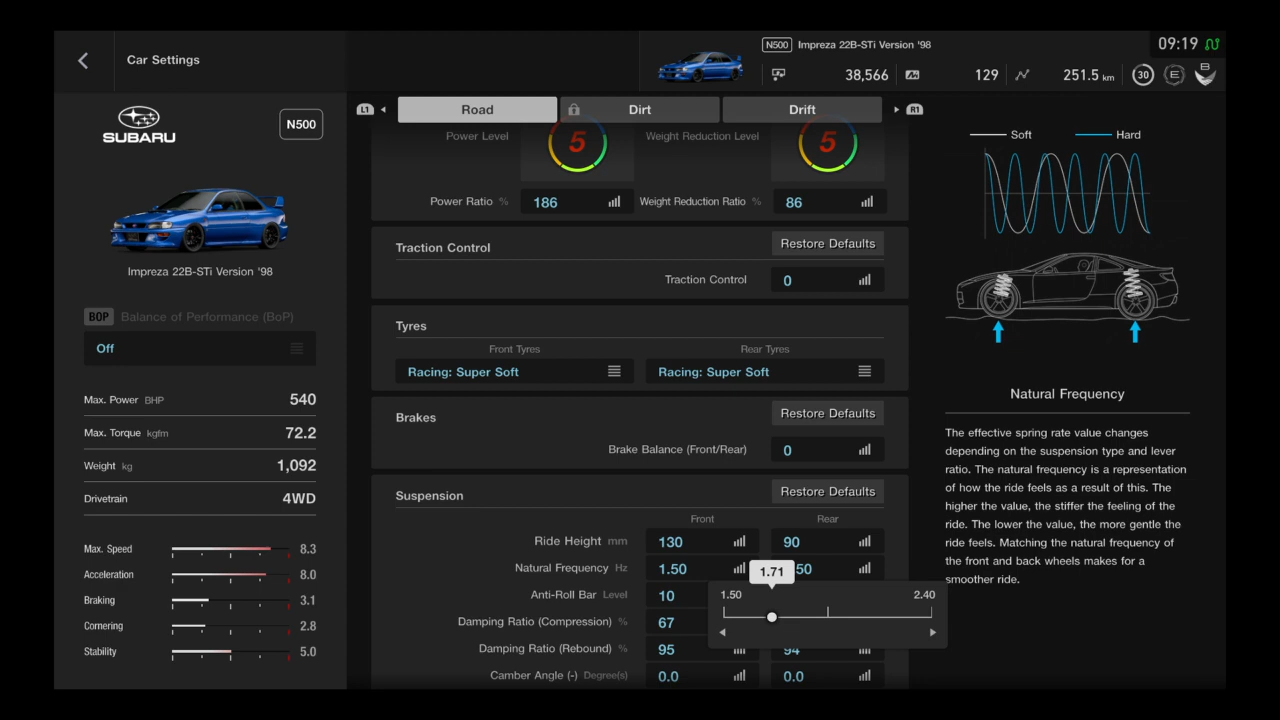 Car Settings
N500 Impreza 22B-STi Version '98
09:19
38,566
129
251.5 km
30
E
B
SUBARU
N500
Impreza 22B-STi Version '98
BOP Balance of Performance (BoP)
Off
Max. Power BHP 540
Max. Torque kgfm 72.2
Weight kg 1,092
Drivetrain 4WD
Max. Speed 8.3
Acceleration 8.0
Braking 3.1
Cornering 2.8
Stability 5.0
L1 Road Dirt Drift R1
Power Level 5 Weight Reduction Level 5
Power Ratio % 186 Weight Reduction Ratio % 86
Traction Control Restore Defaults
Traction Control 0
Tyres
Front Tyres Rear Tyres
Racing: Super Soft Racing: Super Soft
Brakes Restore Defaults
Brake Balance (Front/Rear) 0
Suspension Restore Defaults
Front Rear
Ride Height mm 130 90
Natural Frequency Hz 1.50 50
1.71
1.50 2.40
Anti-Roll Bar Level 10
Damping Ratio (Compression) % 67
Damping Ratio (Rebound) % 95 94
Camber Angle (-) Degree(s) 0.0 0.0
Soft Hard
Natural Frequency
The effective spring rate value changes
depending on the suspension type and lever
ratio. The natural frequency is a representation
of how the ride feels as a result of this. The
higher the value, the stiffer the feeling of the
ride. The lower the value, the more gentle the
ride feels. Matching the natural frequency of
the front and back wheels makes for a
smoother ride.